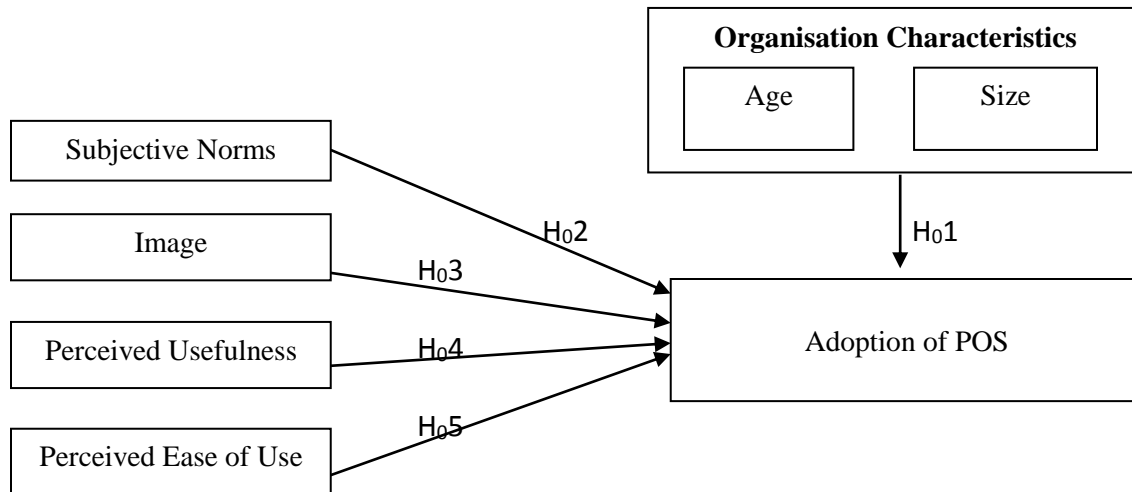 Organisation Characteristics
Age
Size
Subjective Norms
H₀2
H₀1
Image
H₀3
Perceived Usefulness
H₀4
Adoption of POS
H₀5
Perceived Ease of Use